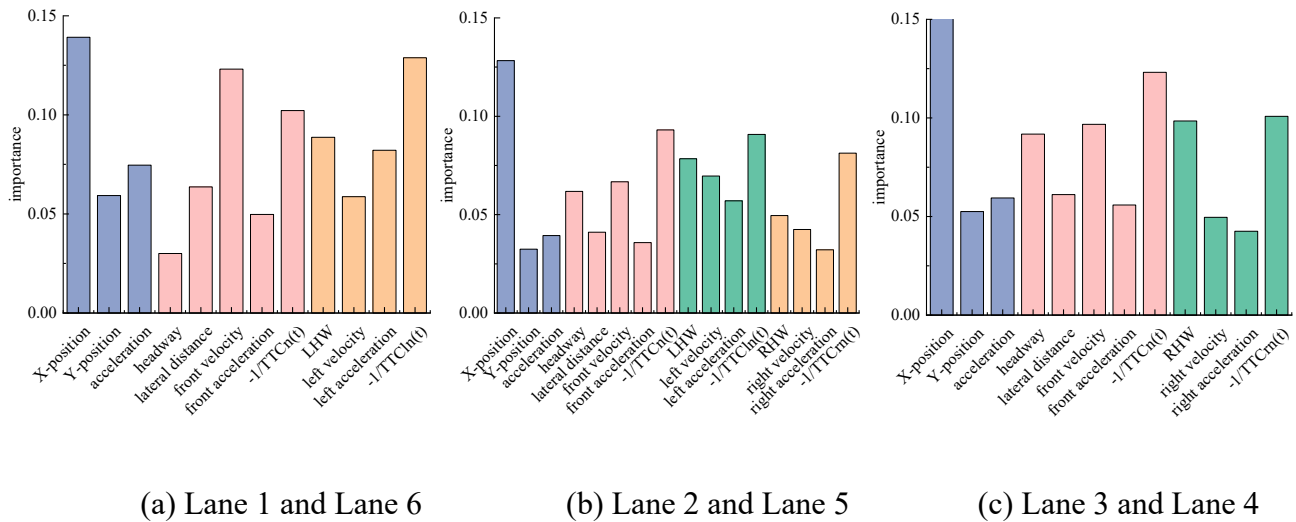 0.15
0.10
0.05
0.00
importance
X-position
Y-position
acceleration
headway
lateral distance
front velocity
front acceleration
-1/TTCn(t)
LHW
left velocity
left acceleration
-1/TTCln(t)
(a) Lane 1 and Lane 6
0.15
0.10
0.05
0.00
importance
X-position
Y-position
acceleration
headway
lateral distance
front velocity
front acceleration
-1/TTCn(t)
LHW
left velocity
left acceleration
-1/TTCln(t)
RHW
right velocity
right acceleration
-1/TTCrn(t)
(b) Lane 2 and Lane 5
0.15
0.10
0.05
0.00
importance
X-position
Y-position
acceleration
headway
lateral distance
front velocity
front acceleration
-1/TTCn(t)
RHW
right velocity
right acceleration
-1/TTCrn(t)
(c) Lane 3 and Lane 4